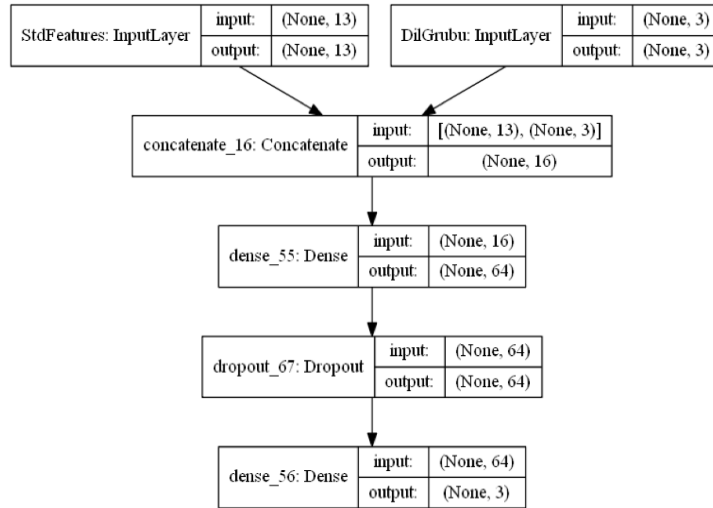 StdFeatures: InputLayer
input: (None, 13)
output: (None, 13)
DilGrubu: InputLayer
input: (None, 3)
output: (None, 3)
concatenate_16: Concatenate
input: [(None, 13), (None, 3)]
output: (None, 16)
dense_55: Dense
input: (None, 16)
output: (None, 64)
dropout_67: Dropout
input: (None, 64)
output: (None, 64)
dense_56: Dense
input: (None, 64)
output: (None, 3)